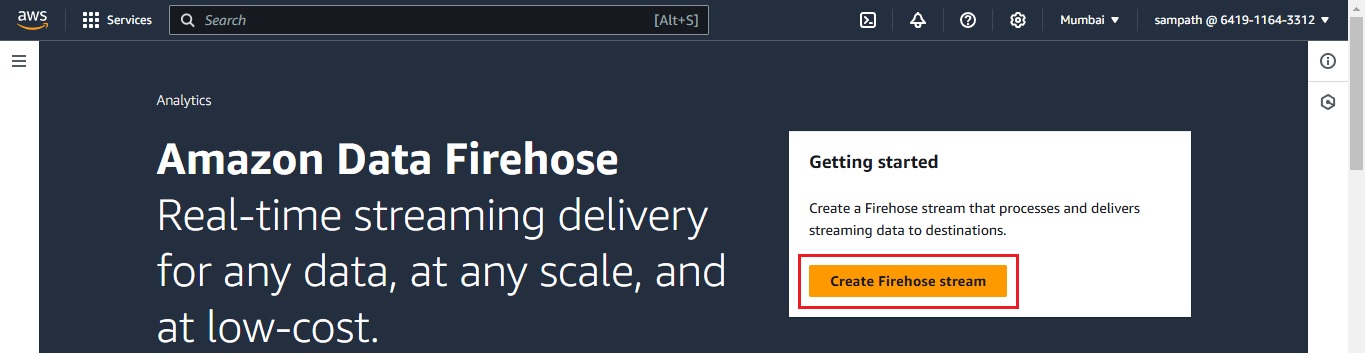 aws Services Search [Alt+S] Mumbai sampath @ 6419-1164-3312
Analytics
Amazon Data Firehose
Real-time streaming delivery
for any data, at any scale, and
at low-cost.
Getting started
Create a Firehose stream that processes and delivers
streaming data to destinations.
Create Firehose stream